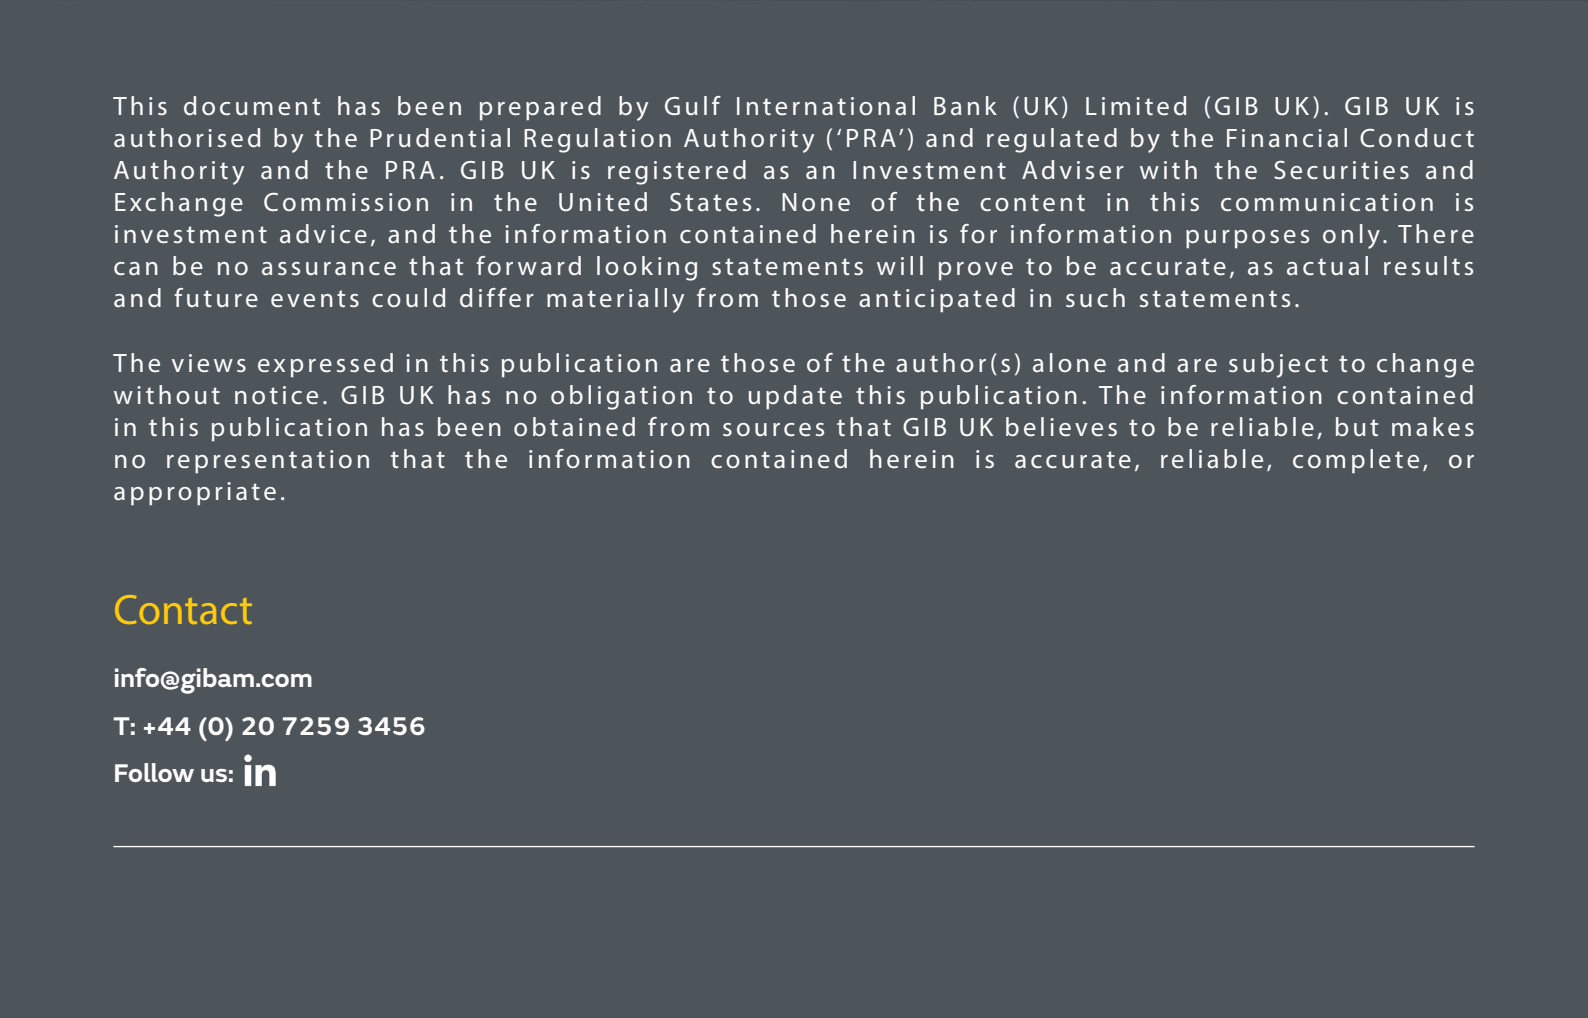 This document has been prepared by Gulf International Bank (UK) Limited (GIB UK). GIB UK is
authorised by the Prudential Regulation Authority (‘PRA’) and regulated by the Financial Conduct
Authority and the PRA. GIB UK is registered as an Investment Adviser with the Securities and
Exchange Commission in the United States. None of the content in this communication is
investment advice, and the information contained herein is for information purposes only. There
can be no assurance that forward looking statements will prove to be accurate, as actual results
and future events could differ materially from those anticipated in such statements.
The views expressed in this publication are those of the author(s) alone and are subject to change
without notice. GIB UK has no obligation to update this publication. The information contained
in this publication has been obtained from sources that GIB UK believes to be reliable, but makes
no representation that the information contained herein is accurate, reliable, complete, or
appropriate.
Contact
info@gibam.com
T: +44 (0) 20 7259 3456
Follow us: in